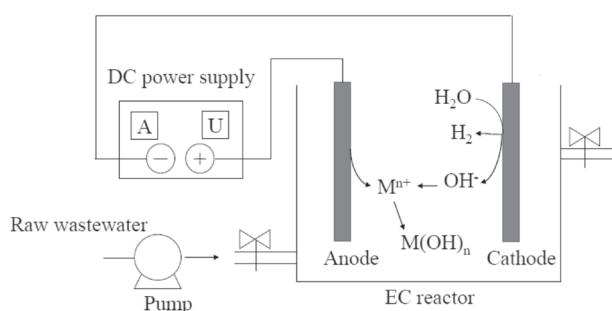 DC power supply
A
U
−
+
H₂O
H₂
Mⁿ⁺
OH⁻
M(OH)ₙ
Raw wastewater
Anode
Cathode
Pump
EC reactor